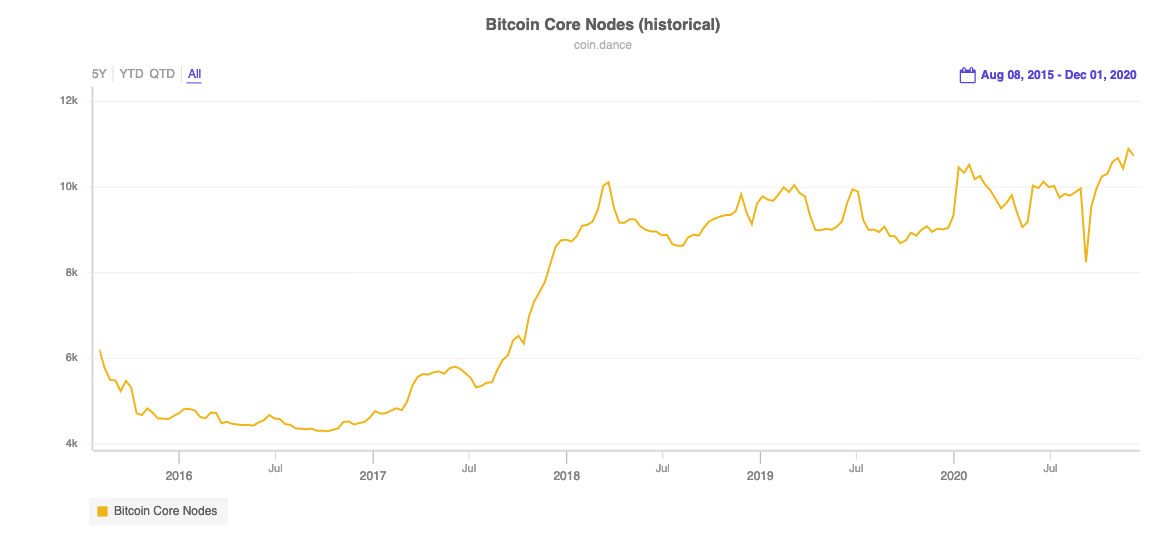 Bitcoin Core Nodes (historical)
coin.dance
5Y YTD QTD All
Aug 08, 2015 - Dec 01, 2020
12k
10k
8k
6k
4k
2016 Jul 2017 Jul 2018 Jul 2019 Jul 2020 Jul
Bitcoin Core Nodes